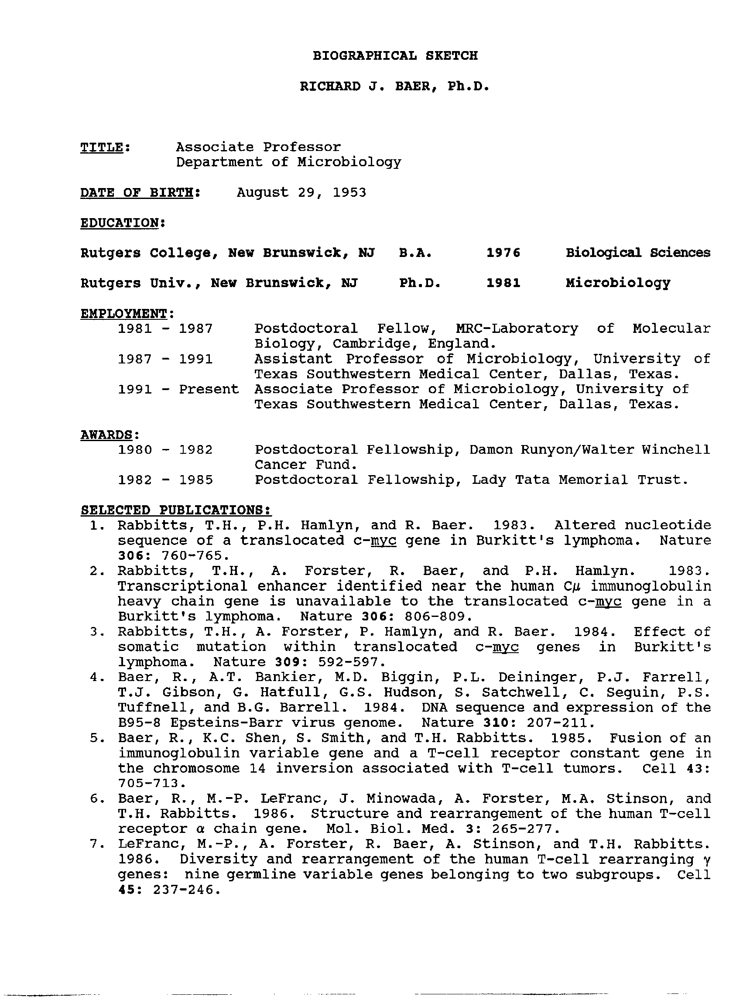 BIOGRAPHICAL SKETCH
RICHARD J. BAER, Ph.D.
TITLE: Associate Professor
Department of Microbiology
DATE OF BIRTH: August 29, 1953
EDUCATION:
Rutgers College, New Brunswick, NJ B.A. 1976 Biological Sciences
Rutgers Univ., New Brunswick, NJ Ph.D. 1981 Microbiology
EMPLOYMENT:
1981 - 1987 Postdoctoral Fellow, MRC-Laboratory of Molecular
Biology, Cambridge, England.
1987 - 1991 Assistant Professor of Microbiology, University of
Texas Southwestern Medical Center, Dallas, Texas.
1991 - Present Associate Professor of Microbiology, University of
Texas Southwestern Medical Center, Dallas, Texas.
AWARDS:
1980 - 1982 Postdoctoral Fellowship, Damon Runyon/Walter Winchell
Cancer Fund.
1982 - 1985 Postdoctoral Fellowship, Lady Tata Memorial Trust.
SELECTED PUBLICATIONS:
1. Rabbitts, T.H., P.H. Hamlyn, and R. Baer. 1983. Altered nucleotide
sequence of a translocated c-myc gene in Burkitt's lymphoma. Nature
306: 760-765.
2. Rabbitts, T.H., A. Forster, R. Baer, and P.H. Hamlyn. 1983.
Transcriptional enhancer identified near the human Cμ immunoglobulin
heavy chain gene is unavailable to the translocated c-myc gene in a
Burkitt's lymphoma. Nature 306: 806-809.
3. Rabbitts, T.H., A. Forster, P. Hamlyn, and R. Baer. 1984. Effect of
somatic mutation within translocated c-myc genes in Burkitt's
lymphoma. Nature 309: 592-597.
4. Baer, R., A.T. Bankier, M.D. Biggin, P.L. Deininger, P.J. Farrell,
T.J. Gibson, G. Hatfull, G.S. Hudson, S. Satchwell, C. Seguin, P.S.
Tuffnell, and B.G. Barrell. 1984. DNA sequence and expression of the
B95-8 Epsteins-Barr virus genome. Nature 310: 207-211.
5. Baer, R., K.C. Shen, S. Smith, and T.H. Rabbitts. 1985. Fusion of an
immunoglobulin variable gene and a T-cell receptor constant gene in
the chromosome 14 inversion associated with T-cell tumors. Cell 43:
705-713.
6. Baer, R., M.-P. LeFranc, J. Minowada, A. Forster, M.A. Stinson, and
T.H. Rabbitts. 1986. Structure and rearrangement of the human T-cell
receptor α chain gene. Mol. Biol. Med. 3: 265-277.
7. LeFranc, M.-P., A. Forster, R. Baer, A. Stinson, and T.H. Rabbitts.
1986. Diversity and rearrangement of the human T-cell rearranging γ
genes: nine germline variable genes belonging to two subgroups. Cell
45: 237-246.